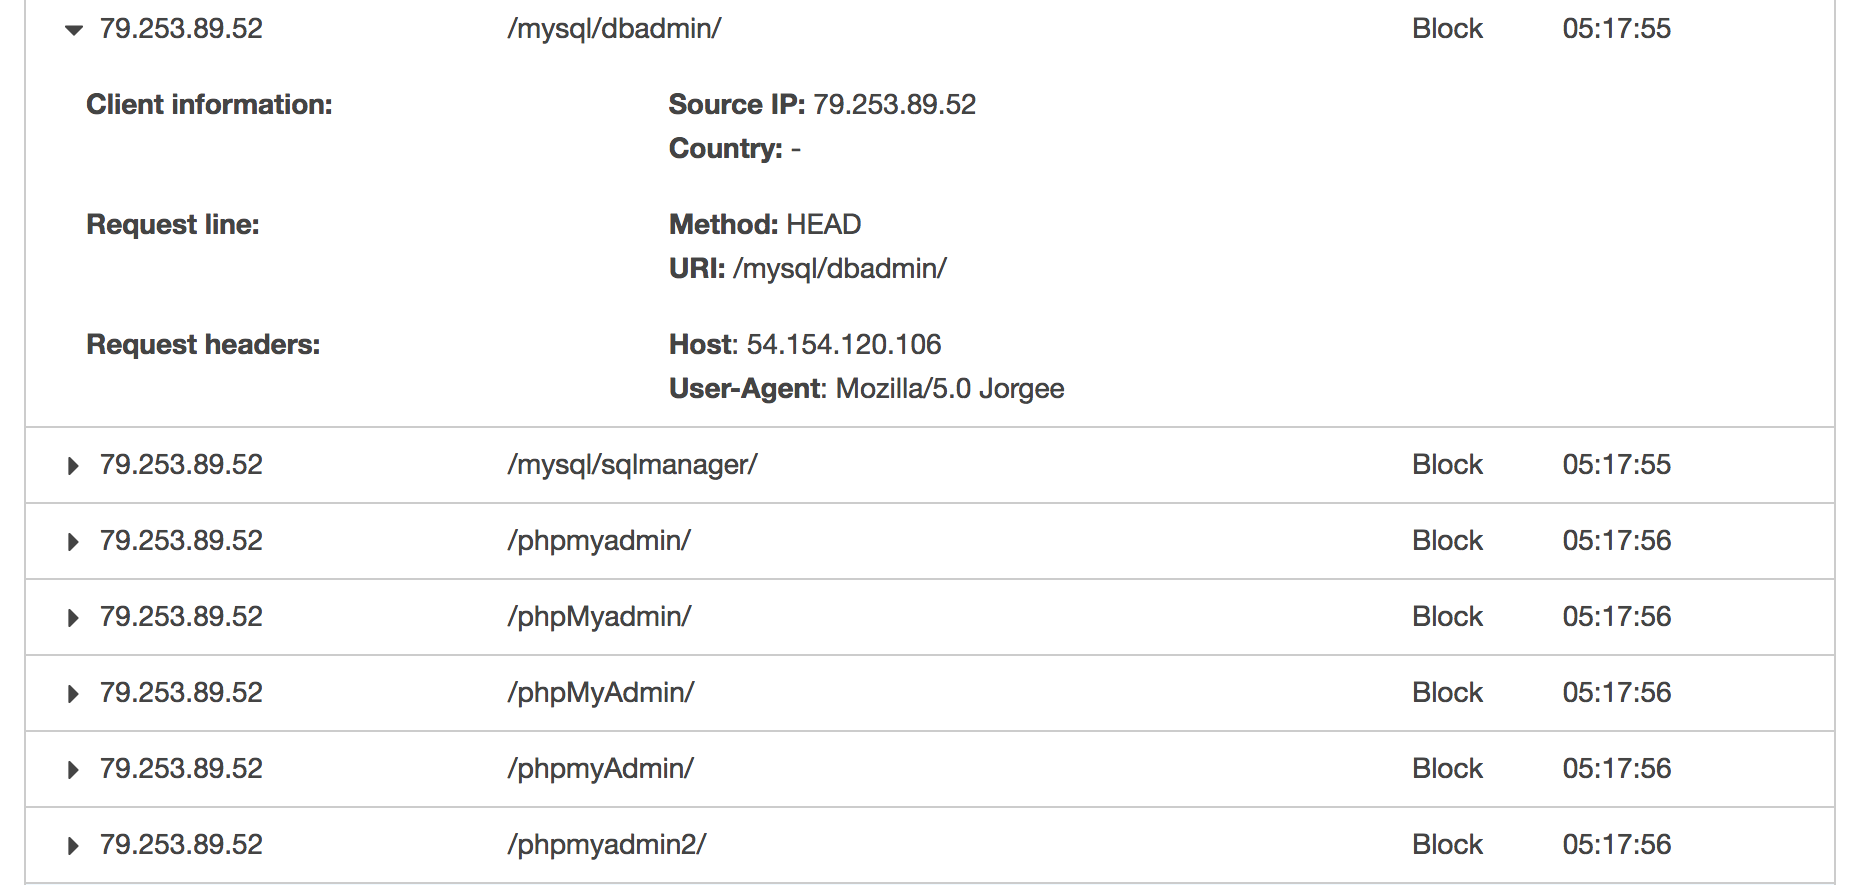 79.253.89.52 /mysql/dbadmin/ Block 05:17:55
Client information: Source IP: 79.253.89.52
Country: -
Request line: Method: HEAD
URI: /mysql/dbadmin/
Request headers: Host: 54.154.120.106
User-Agent: Mozilla/5.0 Jorgee
79.253.89.52 /mysql/sqlmanager/ Block 05:17:55
79.253.89.52 /phpmyadmin/ Block 05:17:56
79.253.89.52 /phpMyadmin/ Block 05:17:56
79.253.89.52 /phpMyAdmin/ Block 05:17:56
79.253.89.52 /phpmyAdmin/ Block 05:17:56
79.253.89.52 /phpmyadmin2/ Block 05:17:56